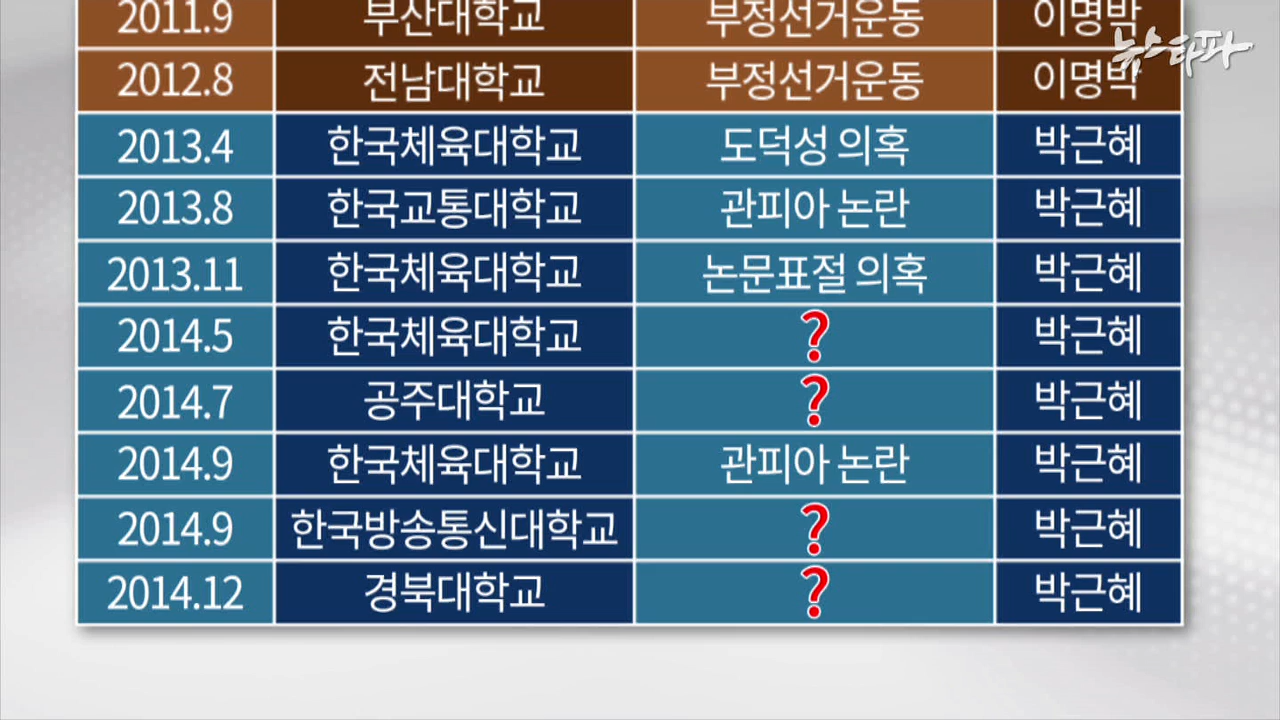 2011.9 부산대학교 부정선거운동 이명박
뉴스타파
2012.8 전남대학교 부정선거운동 이명박
2013.4 한국체육대학교 도덕성 의혹 박근혜
2013.8 한국교통대학교 관피아 논란 박근혜
2013.11 한국체육대학교 논문표절 의혹 박근혜
2014.5 한국체육대학교 ? 박근혜
2014.7 공주대학교 ? 박근혜
2014.9 한국체육대학교 관피아 논란 박근혜
2014.9 한국방송통신대학교 ? 박근혜
2014.12 경북대학교 ? 박근혜